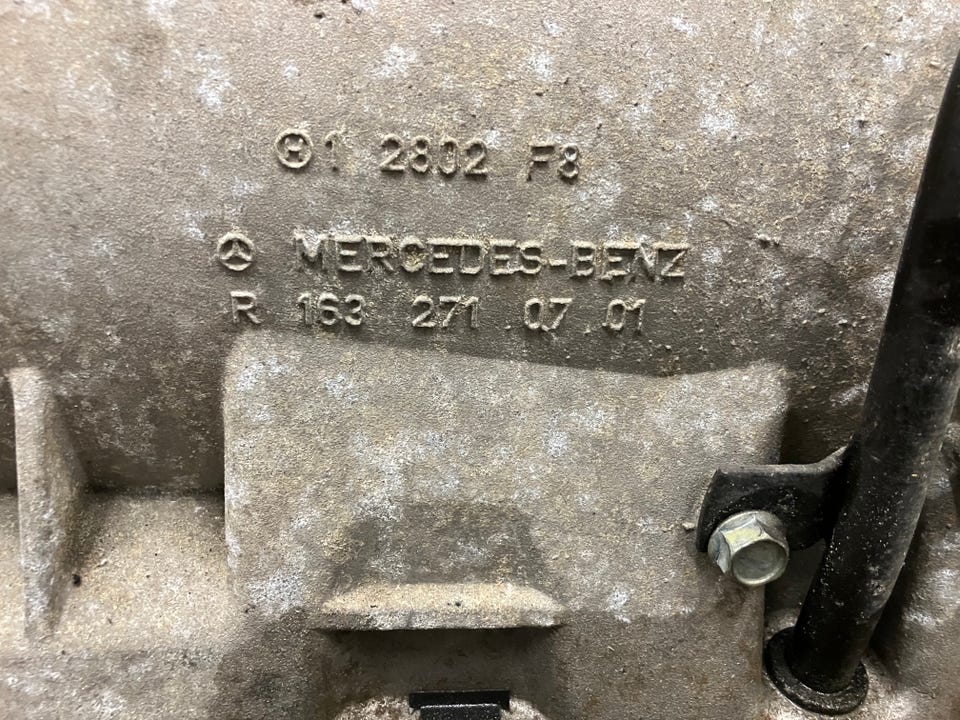 H 1 2802 F8
MERCEDES-BENZ
R 163 271 07 01